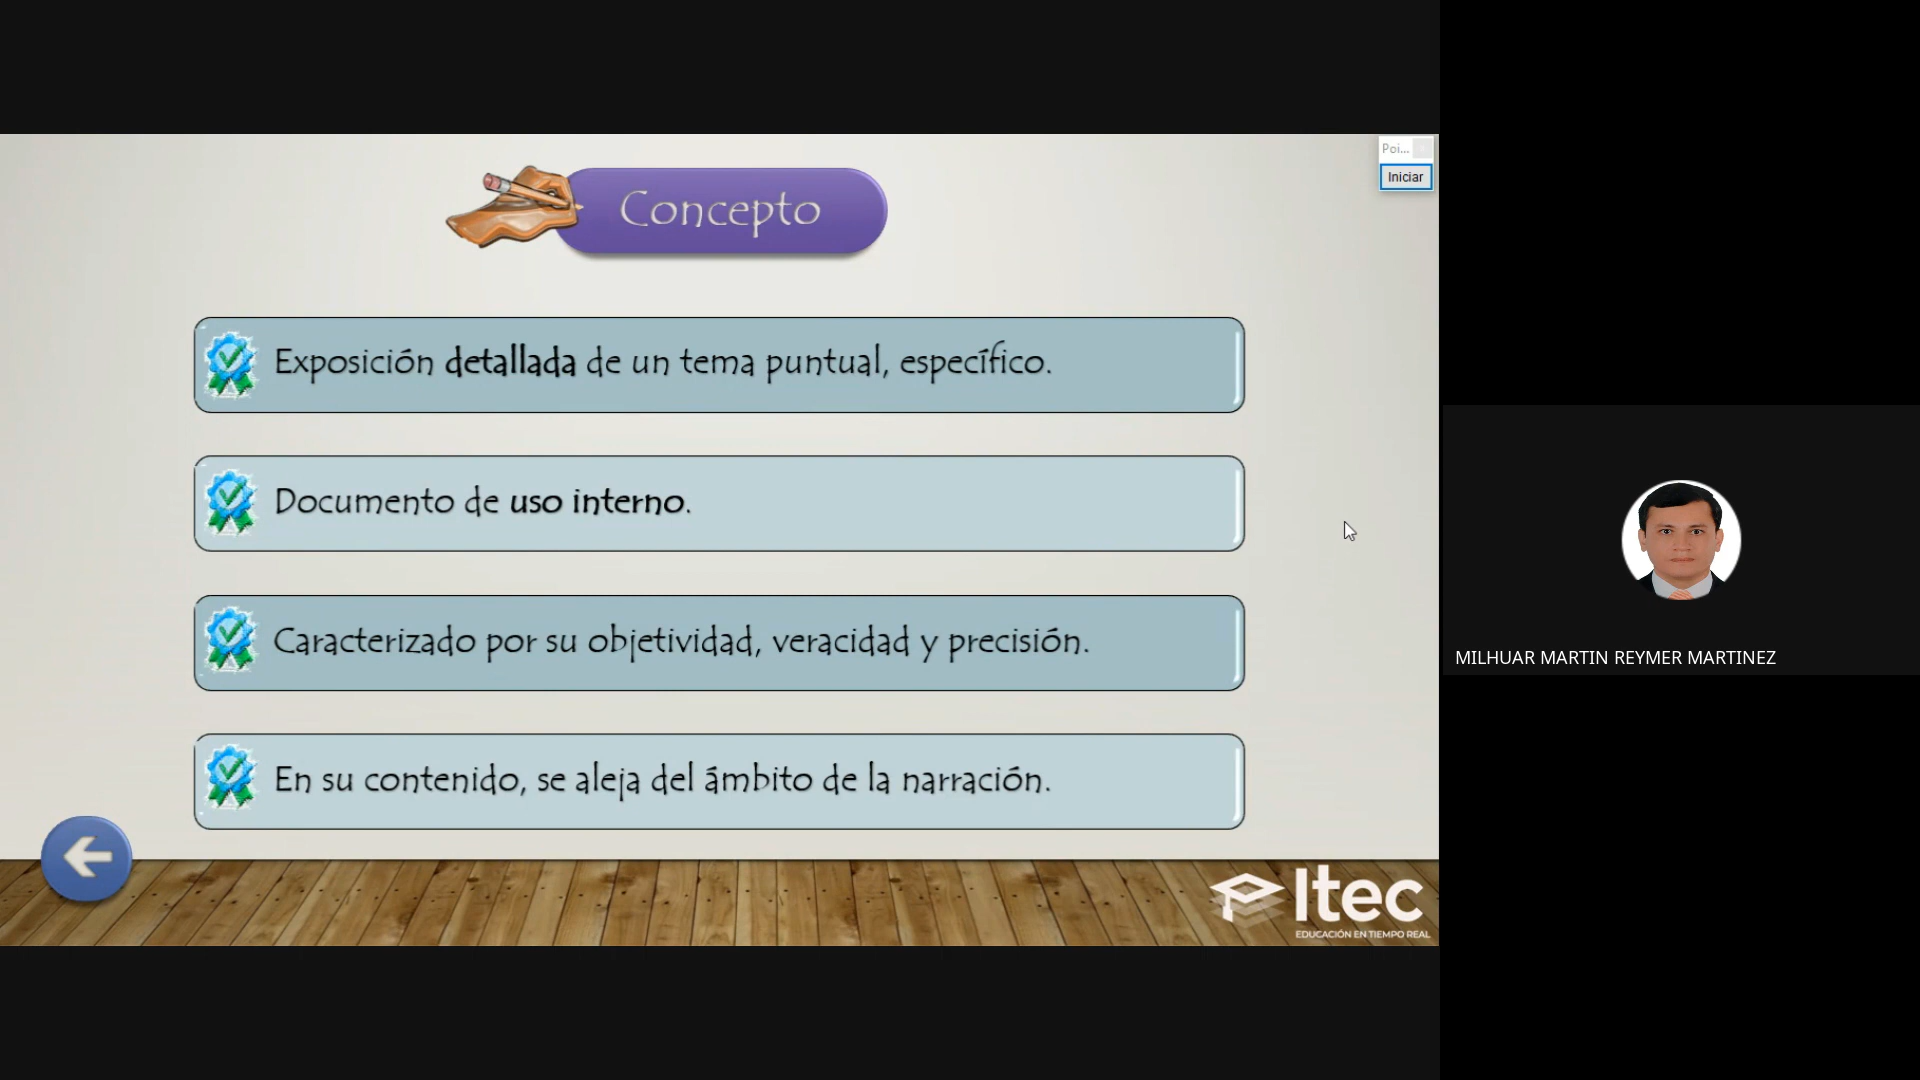 Poi...
Iniciar
Concepto
Exposición detallada de un tema puntual, específico.
Documento de uso interno.
Caracterizado por su objetividad, veracidad y precisión.
En su contenido, se aleja del ámbito de la narración.
Itec
EDUCACIÓN EN TIEMPO REAL
MILHUAR MARTIN REYMER MARTINEZ